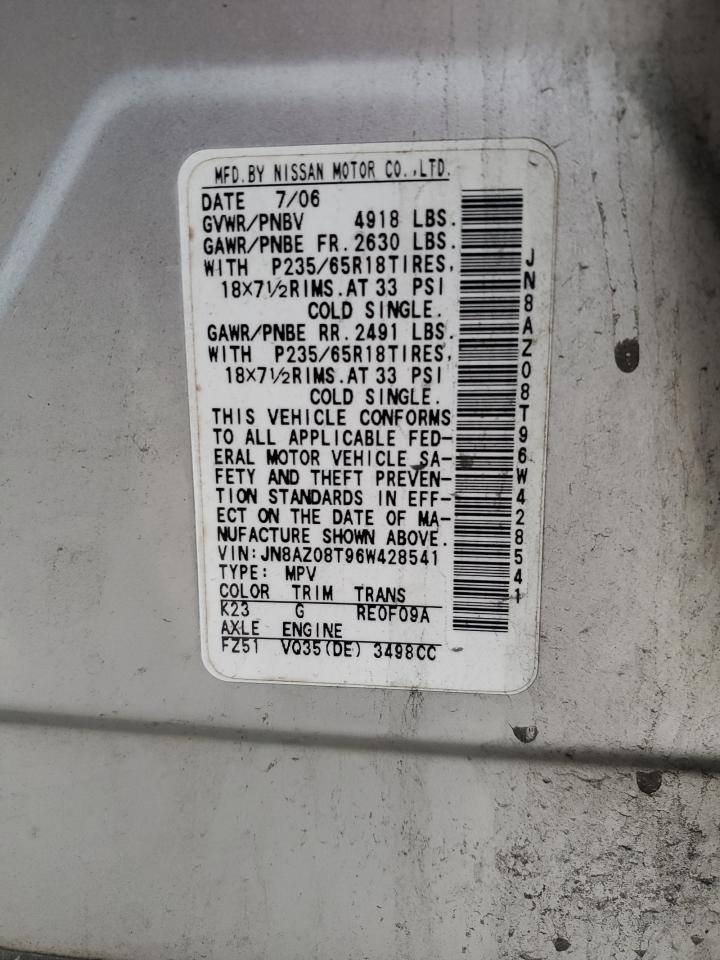 MFD.BY NISSAN MOTOR CO.,LTD.
DATE 7/06
GVWR/PNBV 4918 LBS.
GAWR/PNBE FR.2630 LBS.
WITH P235/65R18TIRES,
18×7½RIMS.AT 33 PSI
COLD SINGLE.
GAWR/PNBE RR.2491 LBS.
WITH P235/65R18TIRES,
18×7½RIMS.AT 33 PSI
COLD SINGLE.
THIS VEHICLE CONFORMS
TO ALL APPLICABLE FED-
ERAL MOTOR VEHICLE SA-
FETY AND THEFT PREVEN-
TION STANDARDS IN EFF-
ECT ON THE DATE OF MA-
NUFACTURE SHOWN ABOVE.
VIN:JN8AZ08T96W428541
TYPE: MPV
COLOR TRIM TRANS
K23 G RE0F09A
AXLE ENGINE
FZ51 VQ35(DE) 3498CC
JN8AZ08T96W428541